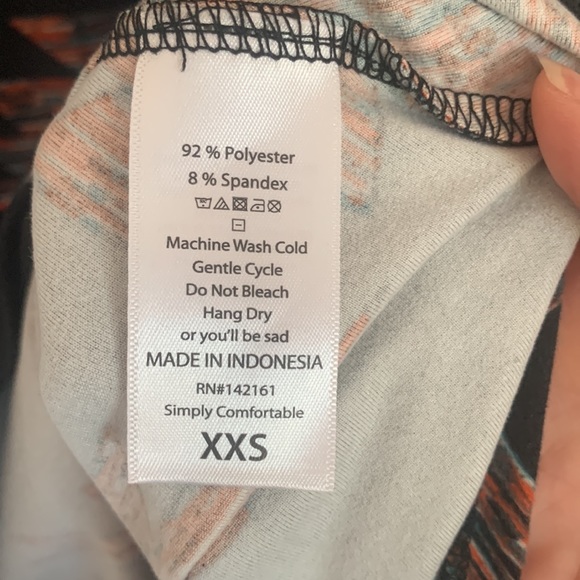 92 % Polyester
8 % Spandex
Machine Wash Cold
Gentle Cycle
Do Not Bleach
Hang Dry
or you'll be sad
MADE IN INDONESIA
RN#142161
Simply Comfortable
XXS